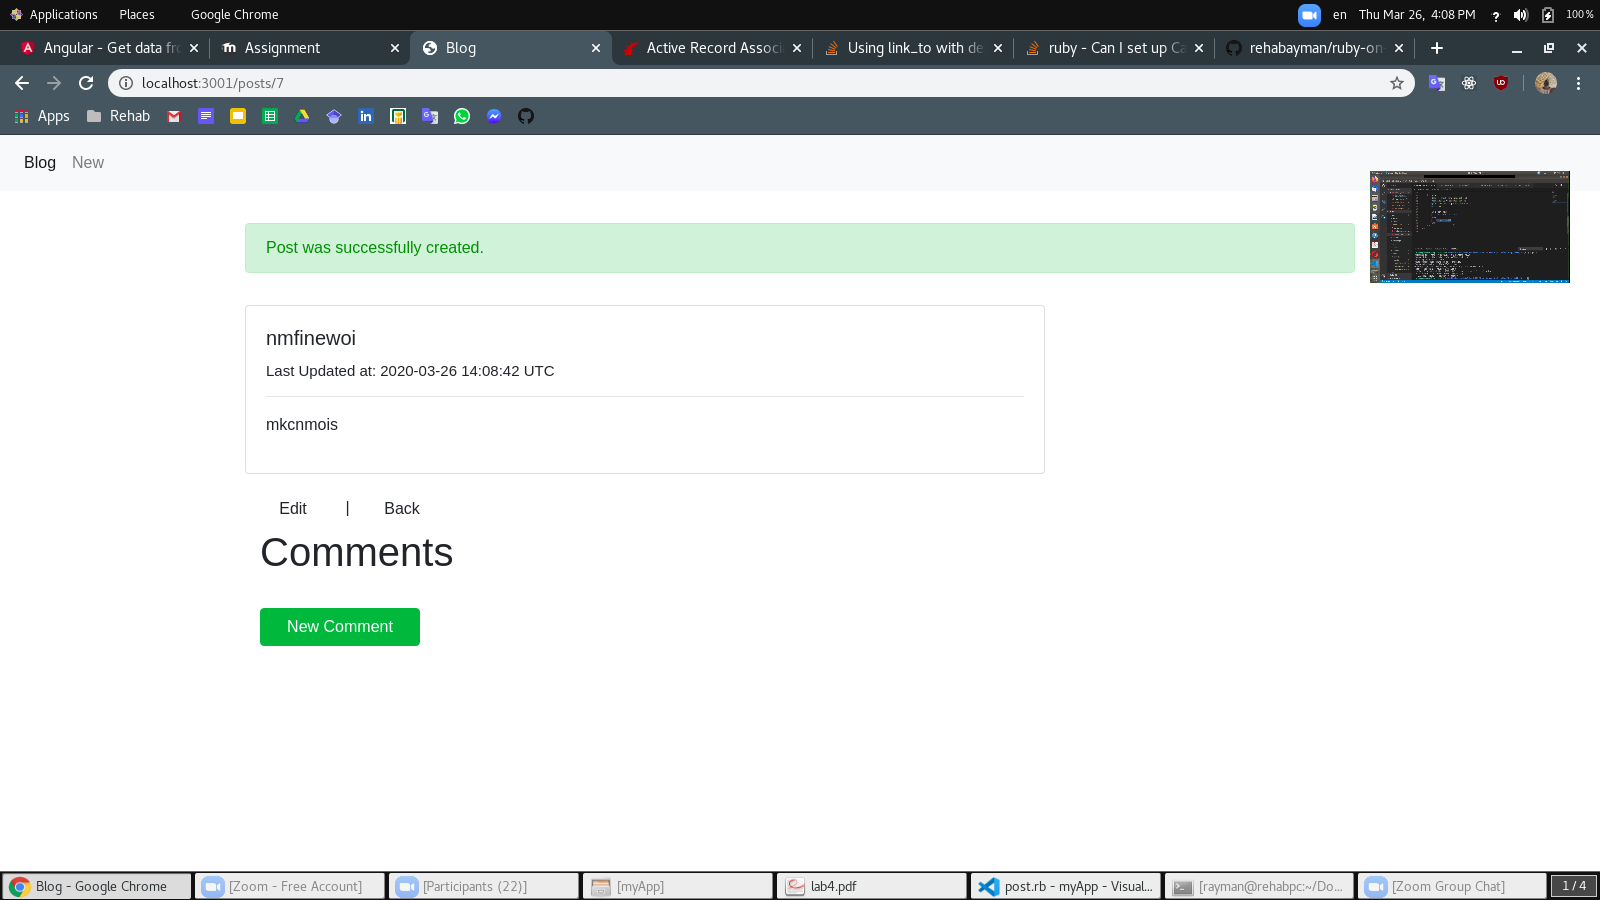 Applications Places Google Chrome en Thu Mar 26, 4:08 PM ? 100%
Angular - Get data fro Assignment Blog Active Record Associ Using link_to with de ruby - Can I set up Ca rehabayman/ruby-on-
localhost:3001/posts/7
Apps Rehab
Blog New
Post was successfully created.
nmfinewoi
Last Updated at: 2020-03-26 14:08:42 UTC
mkcnmois
Edit | Back
Comments
New Comment
Blog - Google Chrome [Zoom - Free Account] [Participants (22)] [myApp] lab4.pdf post.rb - myApp - Visual... [rayman@rehabpc:~/Do... [Zoom Group Chat] 1 / 4